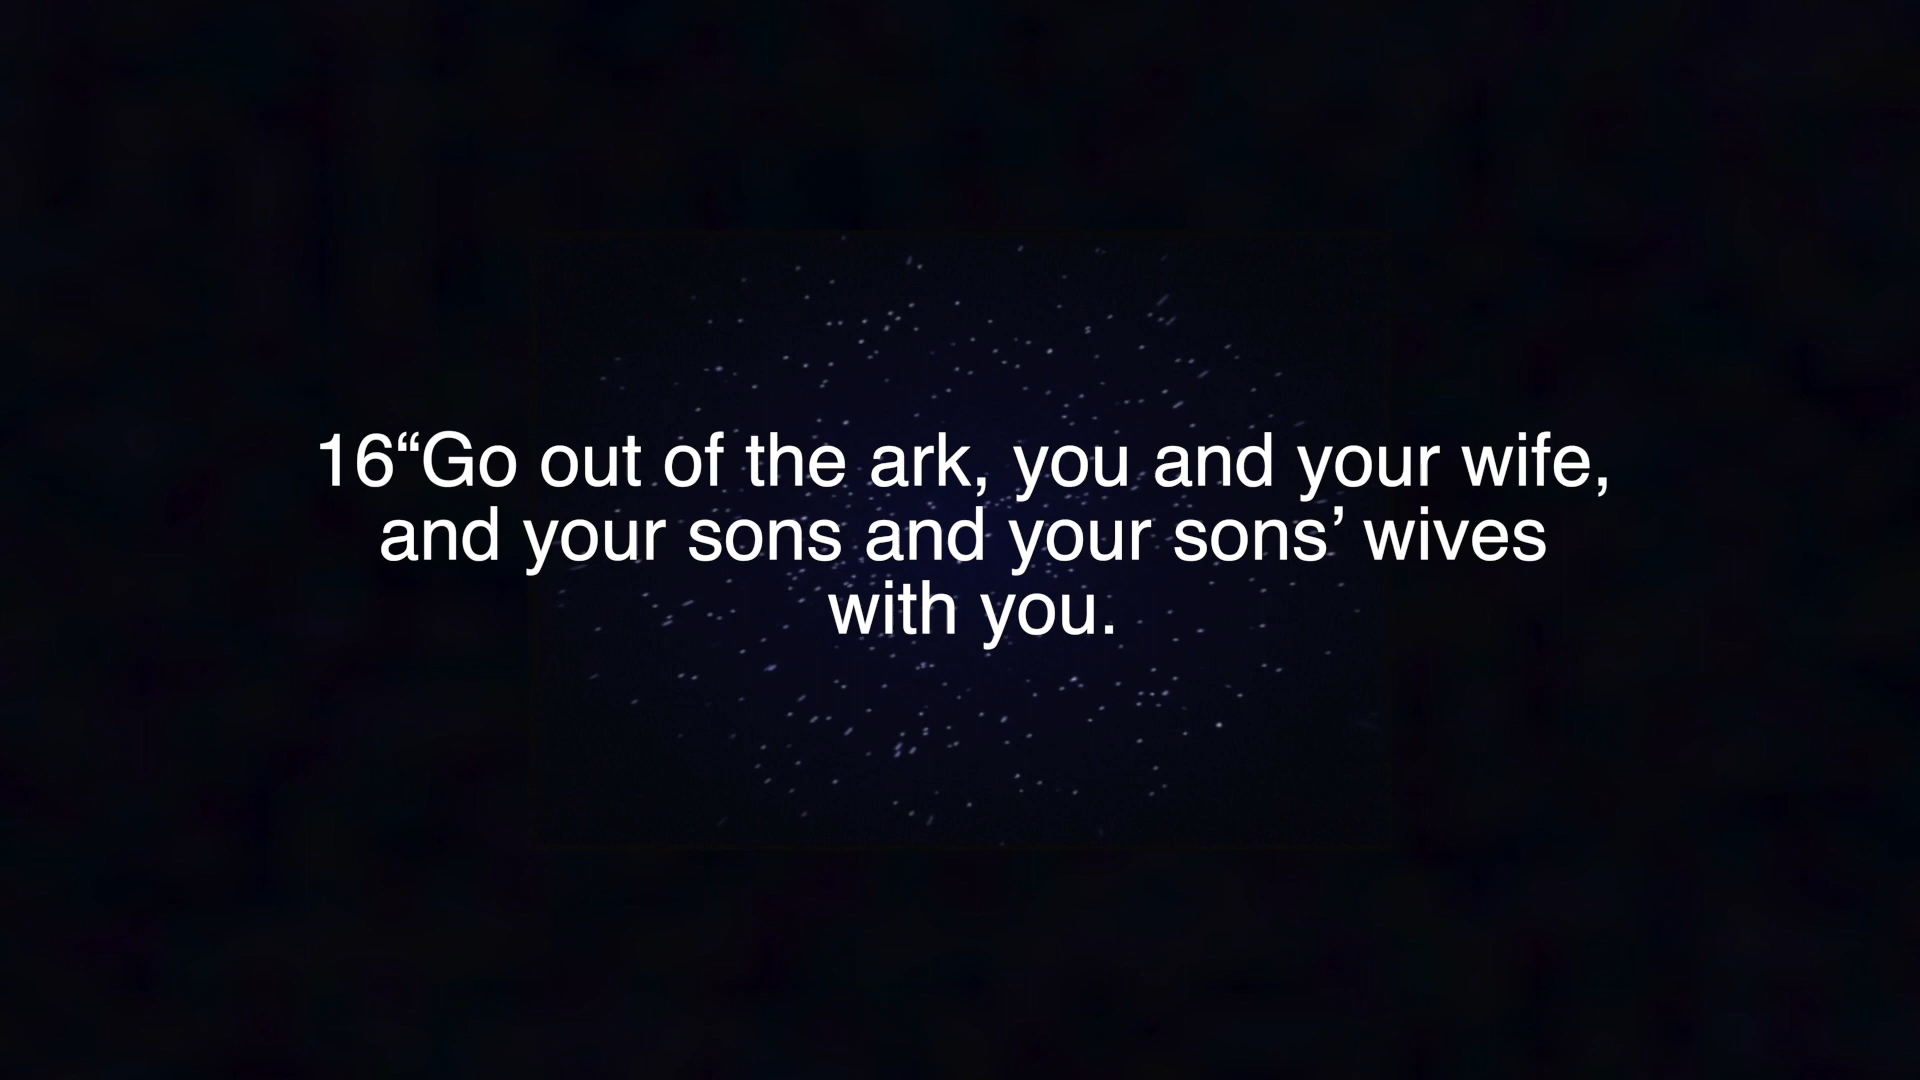 16“Go out of the ark, you and your wife,
and your sons and your sons’ wives
with you.